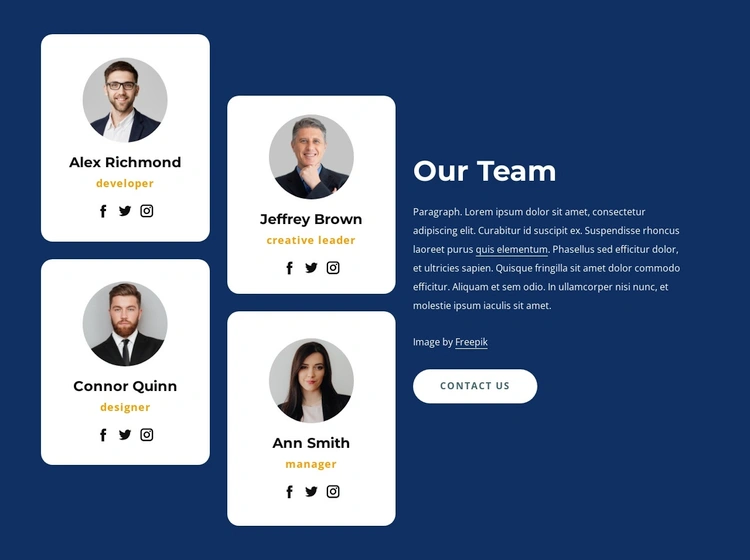 Alex Richmond
developer
Connor Quinn
designer
Jeffrey Brown
creative leader
Ann Smith
manager
Our Team
Paragraph. Lorem ipsum dolor sit amet, consectetur
adipiscing elit. Curabitur id suscipit ex. Suspendisse rhoncus
laoreet purus quis elementum. Phasellus sed efficitur dolor,
et ultricies sapien. Quisque fringilla sit amet dolor commodo
efficitur. Aliquam et sem odio. In ullamcorper nisi nunc, et
molestie ipsum iaculis sit amet.
Image by Freepik
CONTACT US